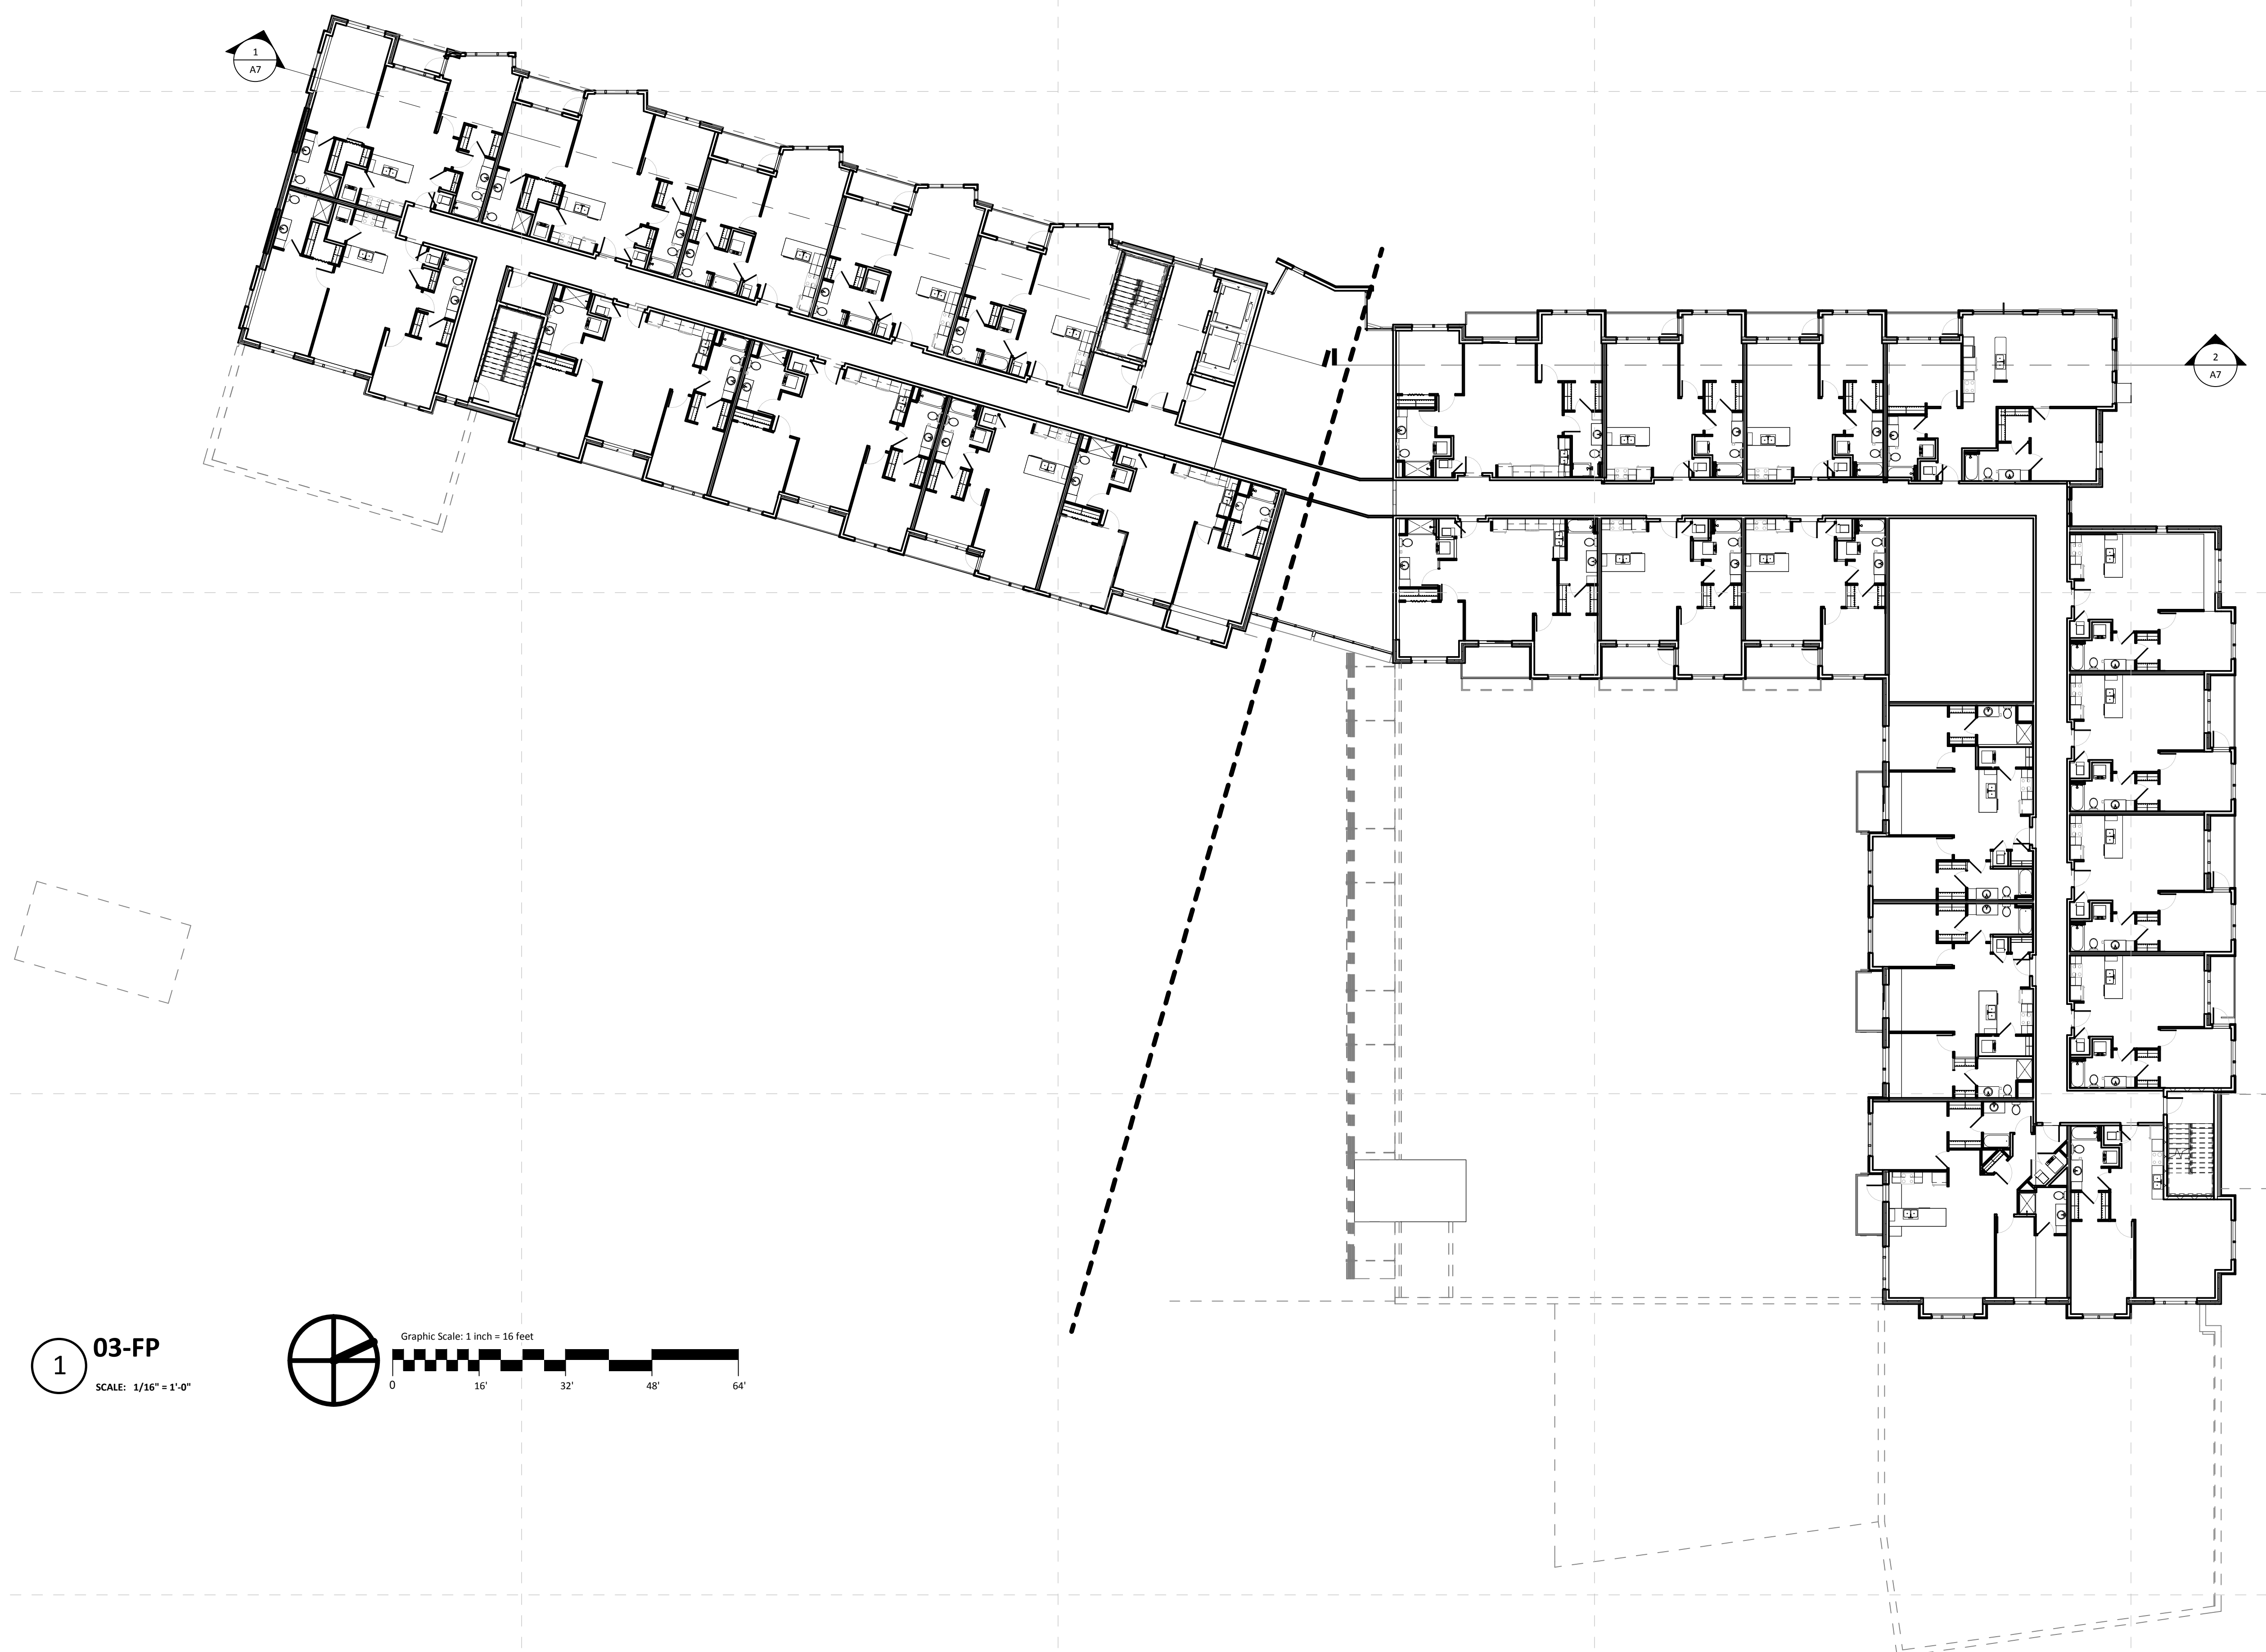 1
A7
2
A7
1
03-FP
SCALE: 1/16" = 1'-0"
Graphic Scale: 1 inch = 16 feet
0 16' 32' 48' 64'